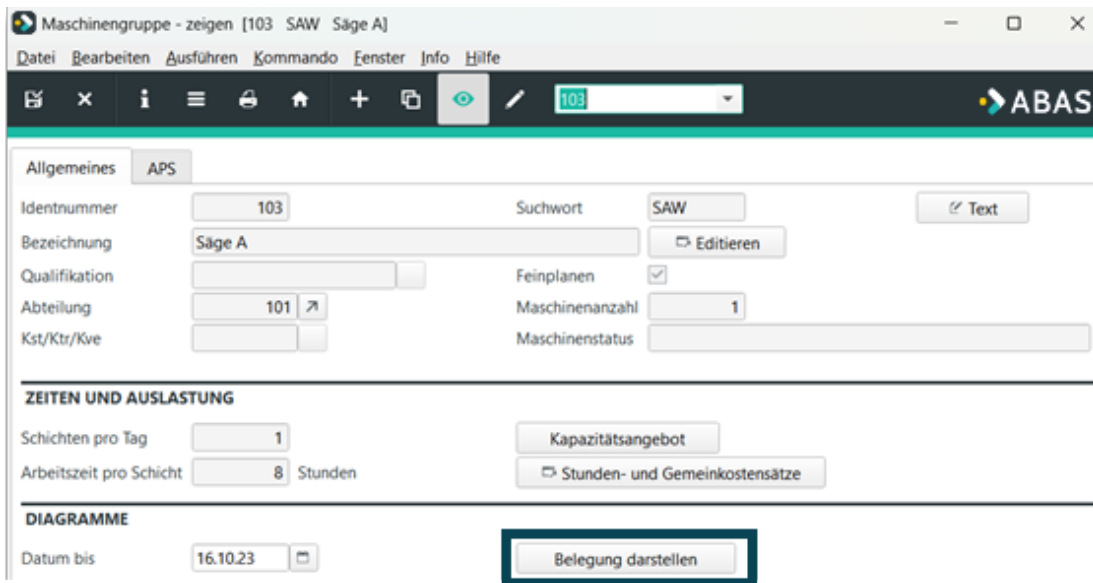 Maschinengruppe - zeigen [103 SAW Säge A]
Datei Bearbeiten Ausführen Kommando Fenster Info Hilfe
103 ABAS
Allgemeines APS
Identnummer 103 Suchwort SAW Text
Bezeichnung Säge A Editieren
Qualifikation Feinplanen
Abteilung 101 Maschinenanzahl 1
Kst/Ktr/Kve Maschinenstatus
ZEITEN UND AUSLASTUNG
Schichten pro Tag 1 Kapazitätsangebot
Arbeitszeit pro Schicht 8 Stunden Stunden- und Gemeinkostensätze
DIAGRAMME
Datum bis 16.10.23 Belegung darstellen